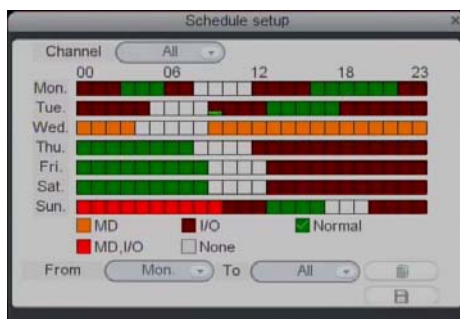 Schedule setup ×
Channel All
00 06 12 18 23
Mon.
Tue.
Wed.
Thu.
Fri.
Sat.
Sun.
MD I/O Normal
MD,I/O None
From Mon. To All